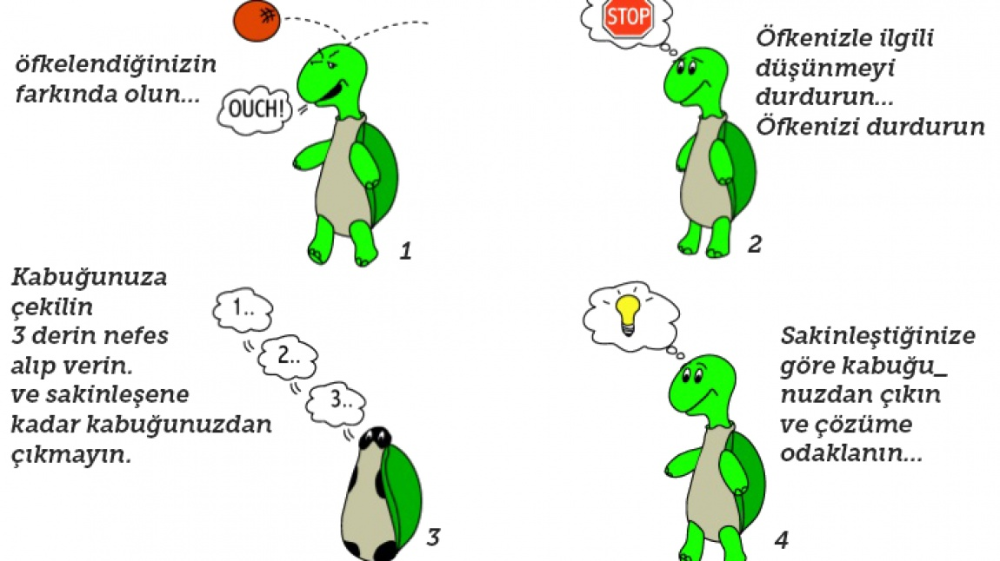 öfkelendiğinizin
farkında olun...
OUCH!
1
STOP
Öfkenizle ilgili
düşünmeyi
durdurun...
Öfkenizi durdurun
2
Kabuğunuza
çekilin
3 derin nefes
alıp verin.
ve sakinleşene
kadar kabuğunuzdan
çıkmayın.
1..
2..
3..
3
Sakinleştiğinize
göre kabuğu_
nuzdan çıkın
ve çözüme
odaklanın...
4